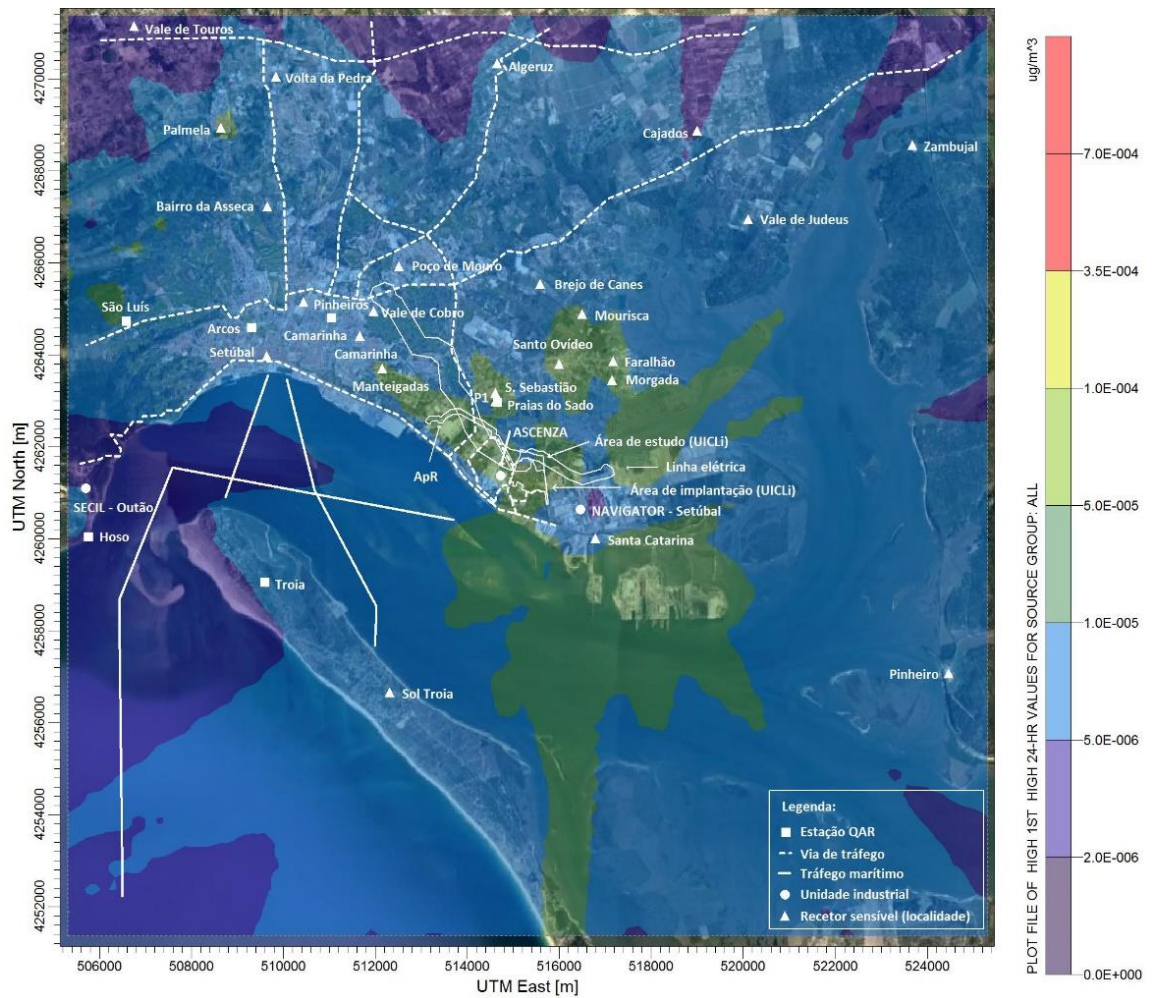 Vale de Touros
Volta da Pedra
Algeruz
Palmela
Cajados
Zambujal
Bairro da Asseca
Vale de Judeus
Poço de Mouro
Brejo de Canes
São Luís
Pinheiros
Vale de Cobro
Mourisca
Arcos
Camarinha
Santo Ovídeo
Setúbal
Camarinha
Faralhão
Manteigadas
S. Sebastião
Morgada
P1
Praias do Sado
ASCENZA
Área de estudo (UICLi)
ApR
Linha elétrica
Área de implantação (UICLi)
SECIL - Outão
NAVIGATOR - Setúbal
Hoso
Santa Catarina
Troia
Pinheiro
Sol Troia
Legenda:
Estação QAR
Via de tráfego
Tráfego marítimo
Unidade industrial
Recetor sensível (localidade)
UTM North [m]
4270000
4268000
4266000
4264000
4262000
4260000
4258000
4256000
4254000
4252000
506000 508000 510000 512000 514000 516000 518000 520000 522000 524000
UTM East [m]
ug/m^3
PLOT FILE OF HIGH 1ST HIGH 24-HR VALUES FOR SOURCE GROUP: ALL
7.0E-004
3.5E-004
1.0E-004
5.0E-005
1.0E-005
5.0E-006
2.0E-006
0.0E+000